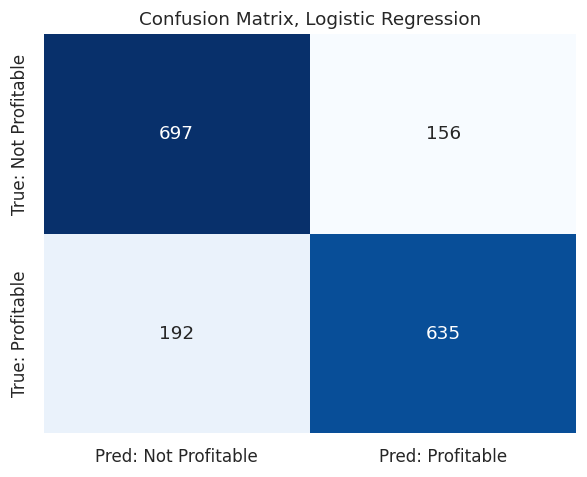 Confusion Matrix, Logistic Regression
True: Not Profitable
697
156
True: Profitable
192
635
Pred: Not Profitable
Pred: Profitable